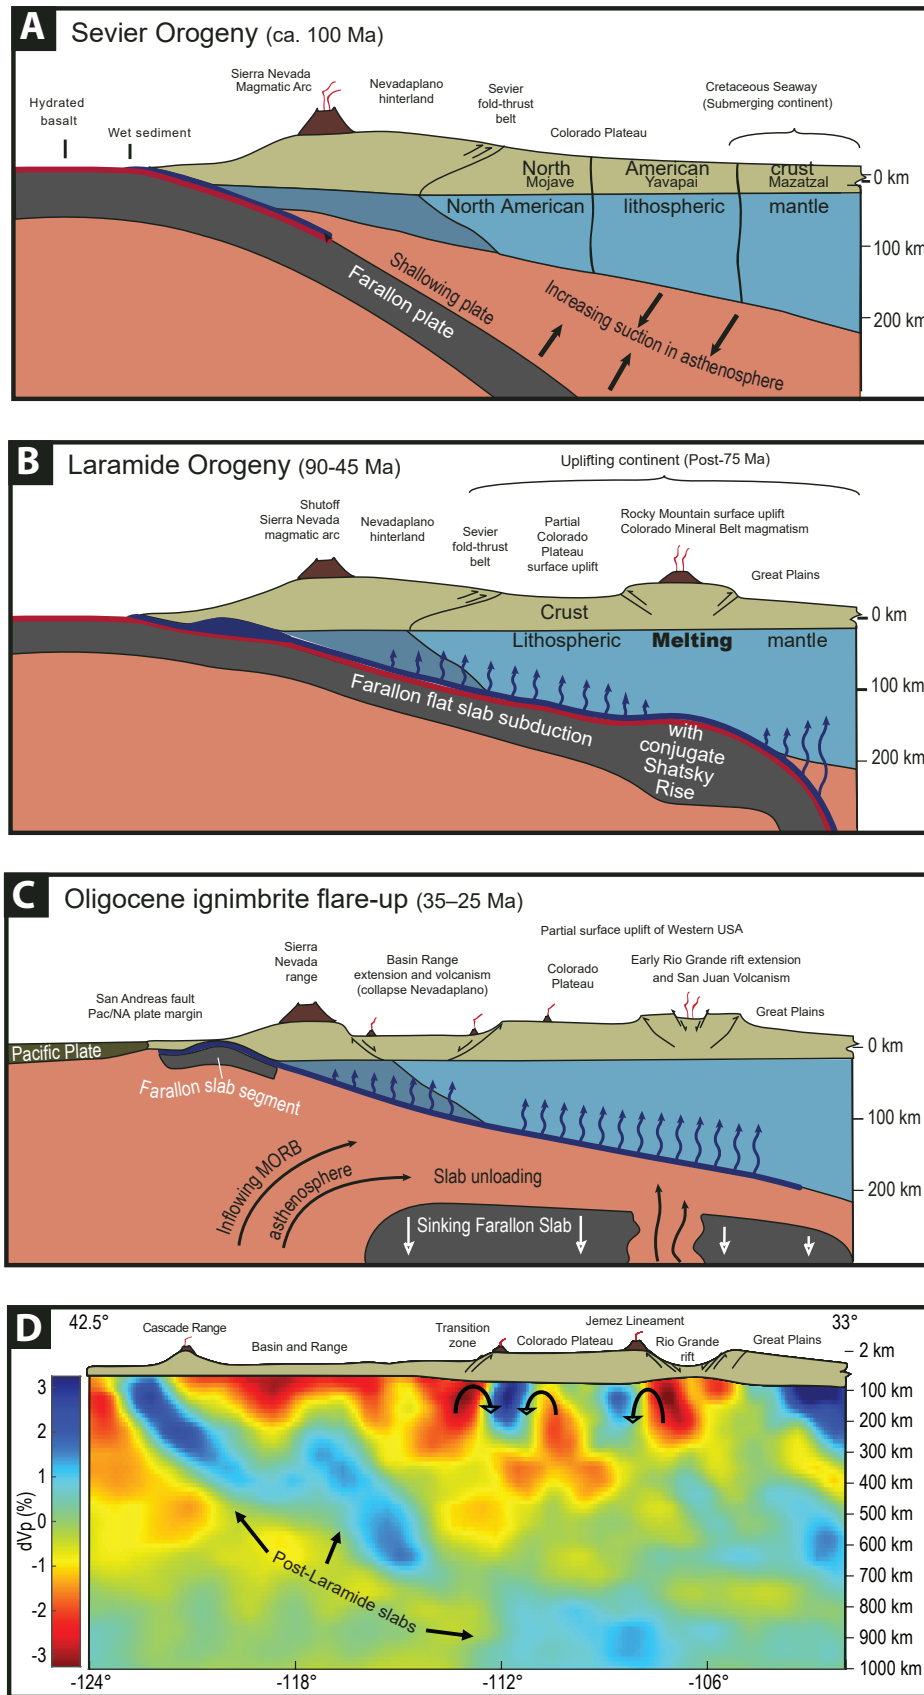 A
Sevier Orogeny (ca. 100 Ma)
Sierra Nevada
Magmatic Arc
Nevadaplano
hinterland
Sevier
fold-thrust
belt
Cretaceous Seaway
(Submerging continent)
Hydrated
basalt
Wet sediment
Colorado Plateau
North American crust
Mojave Yavapai Mazatzal
North American lithospheric mantle
0 km
100 km
200 km
Farallon plate
Shallowing plate
Increasing suction in asthenosphere
B
Laramide Orogeny (90-45 Ma)
Uplifting continent (Post-75 Ma)
Shutoff
Sierra Nevada
magmatic arc
Nevadaplano
hinterland
Sevier
fold-thrust
belt
Partial
Colorado
Plateau
surface uplift
Rocky Mountain surface uplift
Colorado Mineral Belt magmatism
Great Plains
Crust
Lithospheric Melting mantle
0 km
100 km
200 km
Farallon flat slab subduction
with
conjugate
Shatsky
Rise
C
Oligocene ignimbrite flare-up (35–25 Ma)
Partial surface uplift of Western USA
San Andreas fault
Pac/NA plate margin
Sierra
Nevada
range
Basin Range
extension and volcanism
(collapse Nevadaplano)
Colorado
Plateau
Early Rio Grande rift extension
and San Juan Volcanism
Great Plains
Pacific Plate
Farallon slab segment
0 km
100 km
200 km
Inflowing MORB
asthenosphere
Slab unloading
Sinking Farallon Slab
D
42.5°
33°
Cascade Range
Basin and Range
Transition
zone
Colorado Plateau
Jemez Lineament
Rio Grande
rift
Great Plains
2 km
100 km
200 km
300 km
400 km
500 km
600 km
700 km
800 km
900 km
1000 km
3
2
1
0
-1
-2
-3
dVp (%)
Post-Laramide slabs
-124°
-118°
-112°
-106°